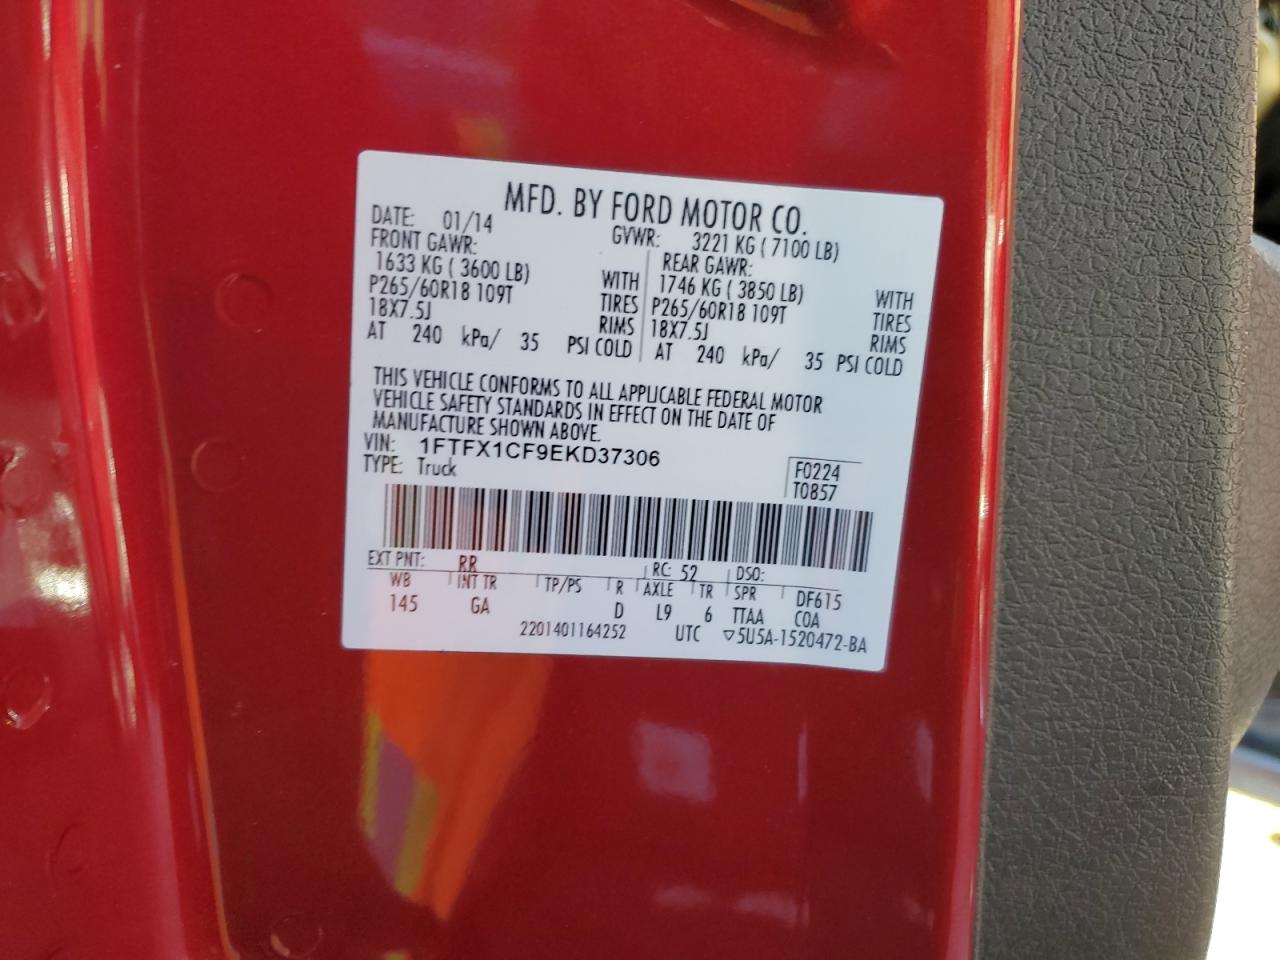 MFD. BY FORD MOTOR CO.
DATE: 01/14 GVWR: 3221 KG ( 7100 LB)
FRONT GAWR: REAR GAWR:
1633 KG ( 3600 LB) WITH 1746 KG ( 3850 LB) WITH
P265/60R18 109T TIRES P265/60R18 109T TIRES
18X7.5J RIMS 18X7.5J RIMS
AT 240 kPa/ 35 PSI COLD AT 240 kPa/ 35 PSI COLD
THIS VEHICLE CONFORMS TO ALL APPLICABLE FEDERAL MOTOR
VEHICLE SAFETY STANDARDS IN EFFECT ON THE DATE OF
MANUFACTURE SHOWN ABOVE.
VIN: 1FTFX1CF9EKD37306
TYPE: Truck F0224
T0857
EXT PNT: RR RC: 52 DSO:
WB INT TR TP/PS R AXLE TR SPR DF615
145 GA D L9 6 TTAA COA
2201401164252 UTC ▽5U5A-1520472-BA